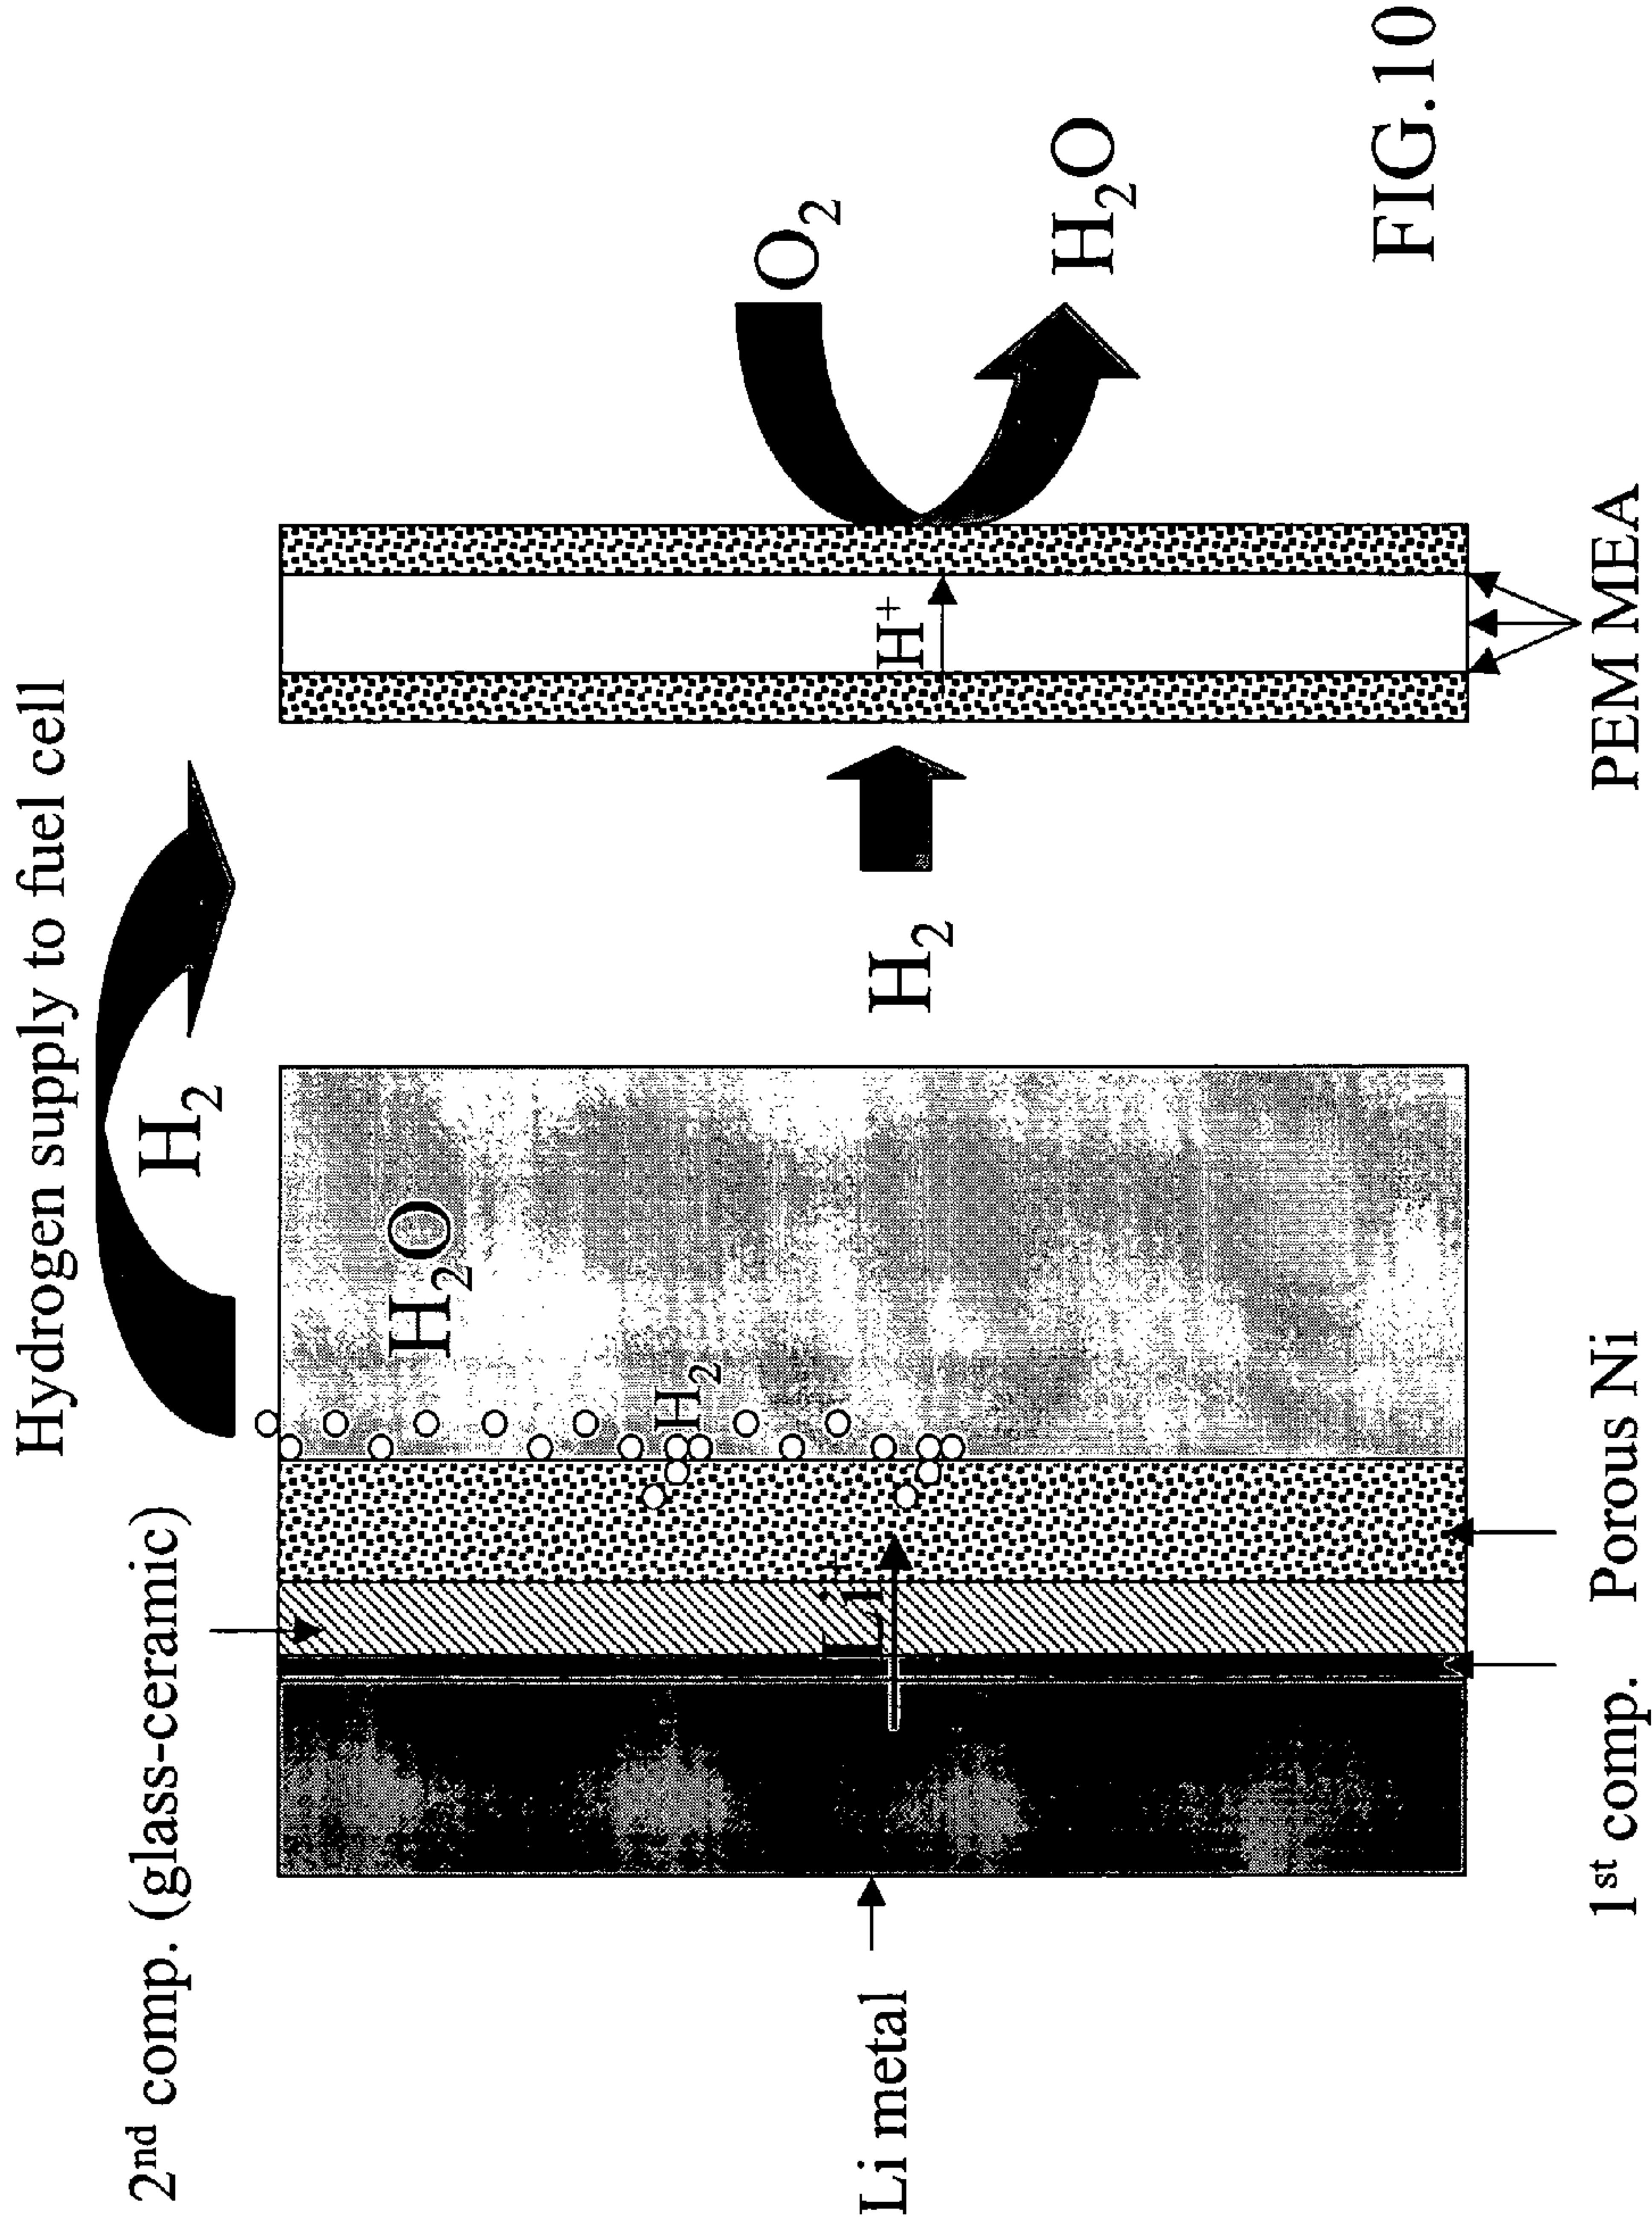 Hydrogen supply to fuel cell
2nd comp. (glass-ceramic)
H2
H2O
H2
Li+
Li metal
H2
H+
O2
H2O
1st comp.
Porous Ni
PEM MEA
FIG.10